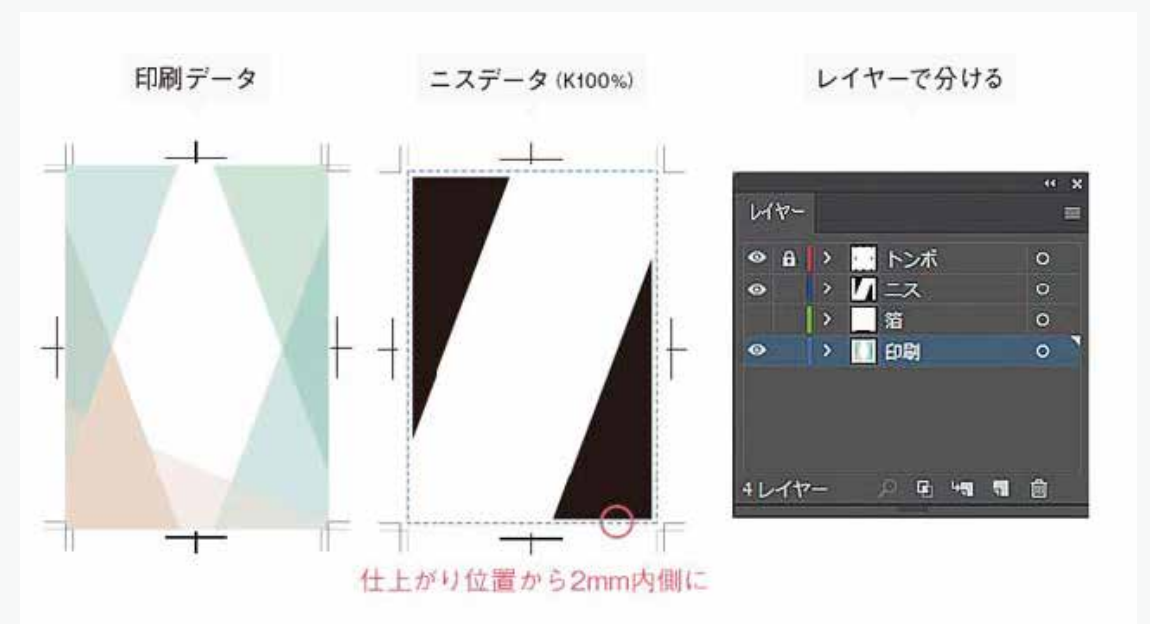 印刷データ
ニスデータ (K100%)
レイヤーで分ける
レイヤー
トンボ
ニス
箔
印刷
4 レイヤー
仕上がり位置から2mm内側に